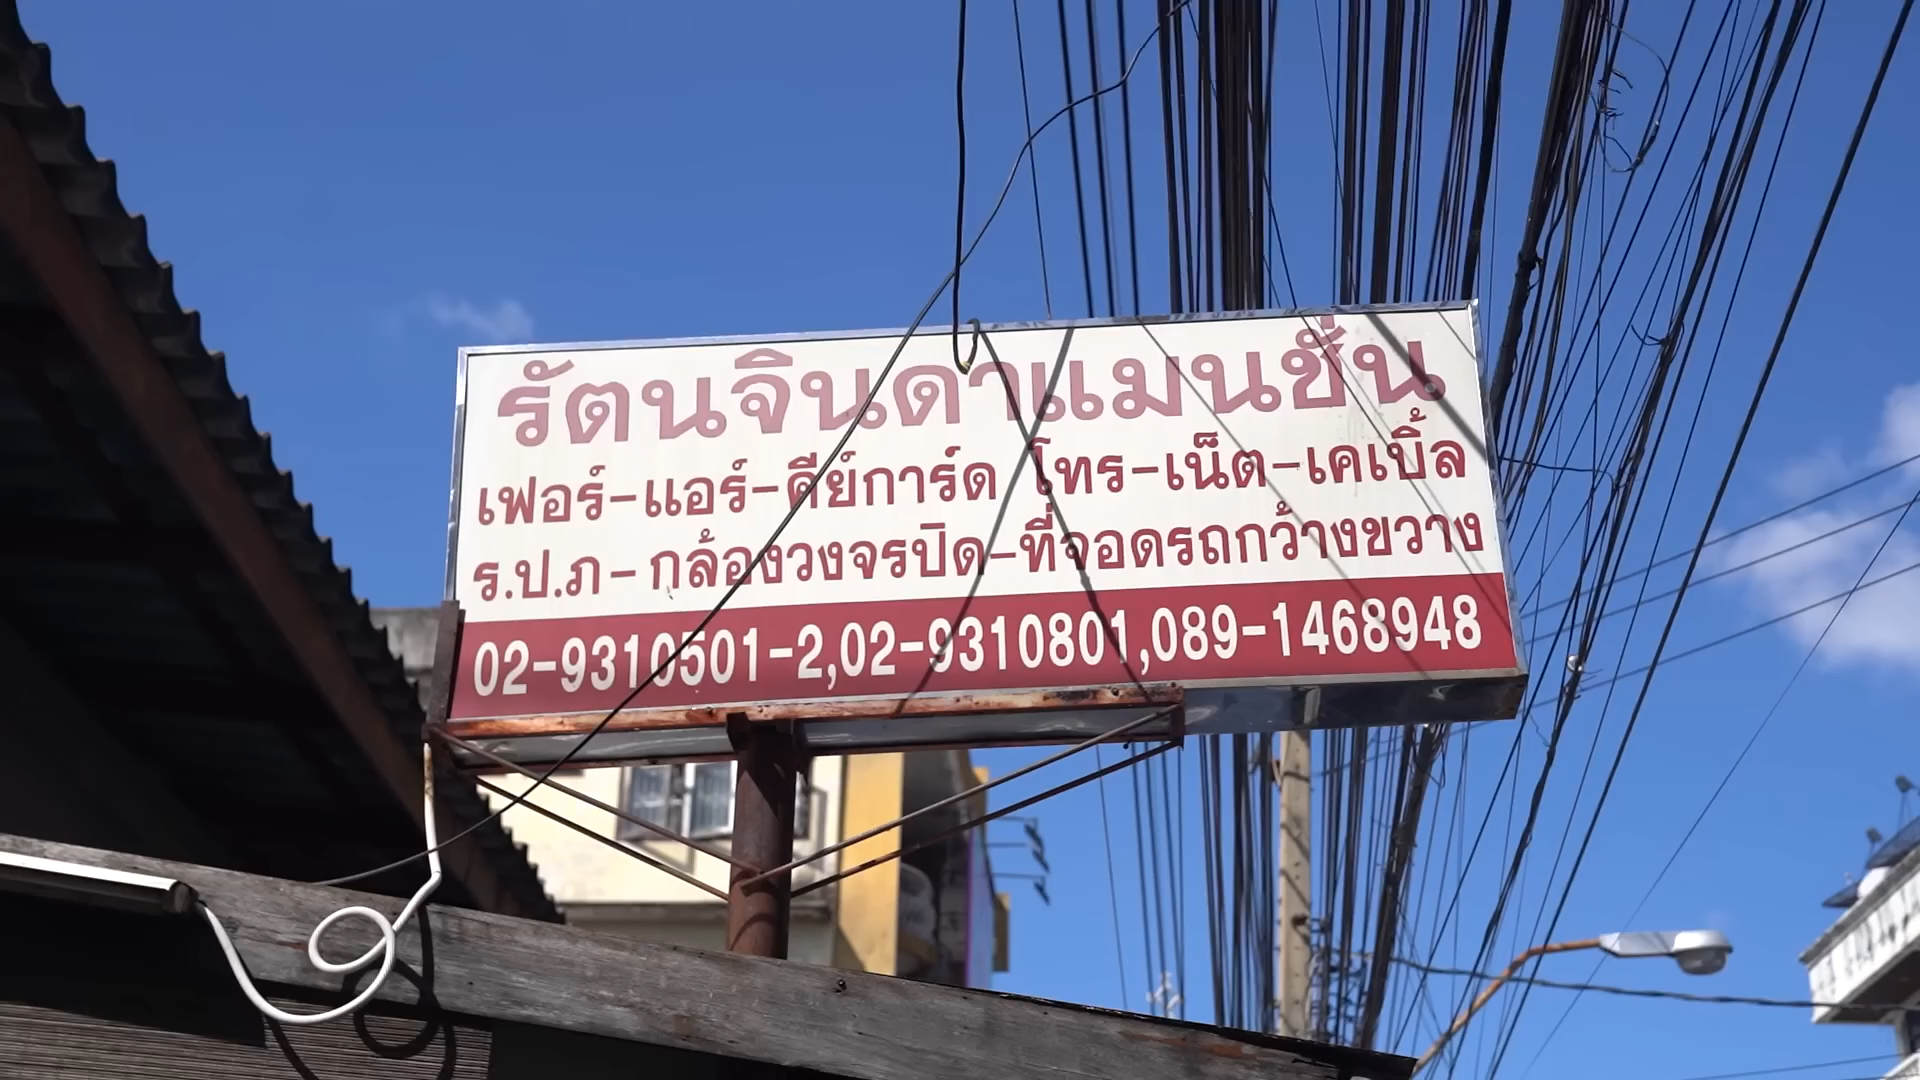 รัตนจินดาแมนชั่น
เฟอร์-แอร์-คีย์การ์ด โทร-เน็ต-เคเบิ้ล
ร.ป.ภ-กล้องวงจรปิด-ที่จอดรถกว้างขวาง
02-9310501-2,02-9310801,089-1468948